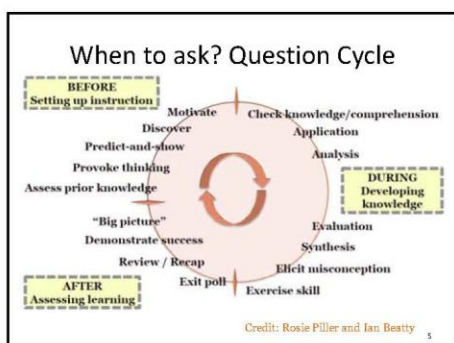 When to ask? Question Cycle
BEFORE
Setting up instruction
Motivate
Discover
Predict-and-show
Provoke thinking
Assess prior knowledge
Check knowledge/comprehension
Application
Analysis
DURING
Developing
knowledge
Evaluation
Synthesis
Elicit misconception
Exercise skill
"Big picture"
Demonstrate success
Review / Recap
Exit poll
AFTER
Assessing learning
Credit: Rosie Piller and Ian Beatty
5